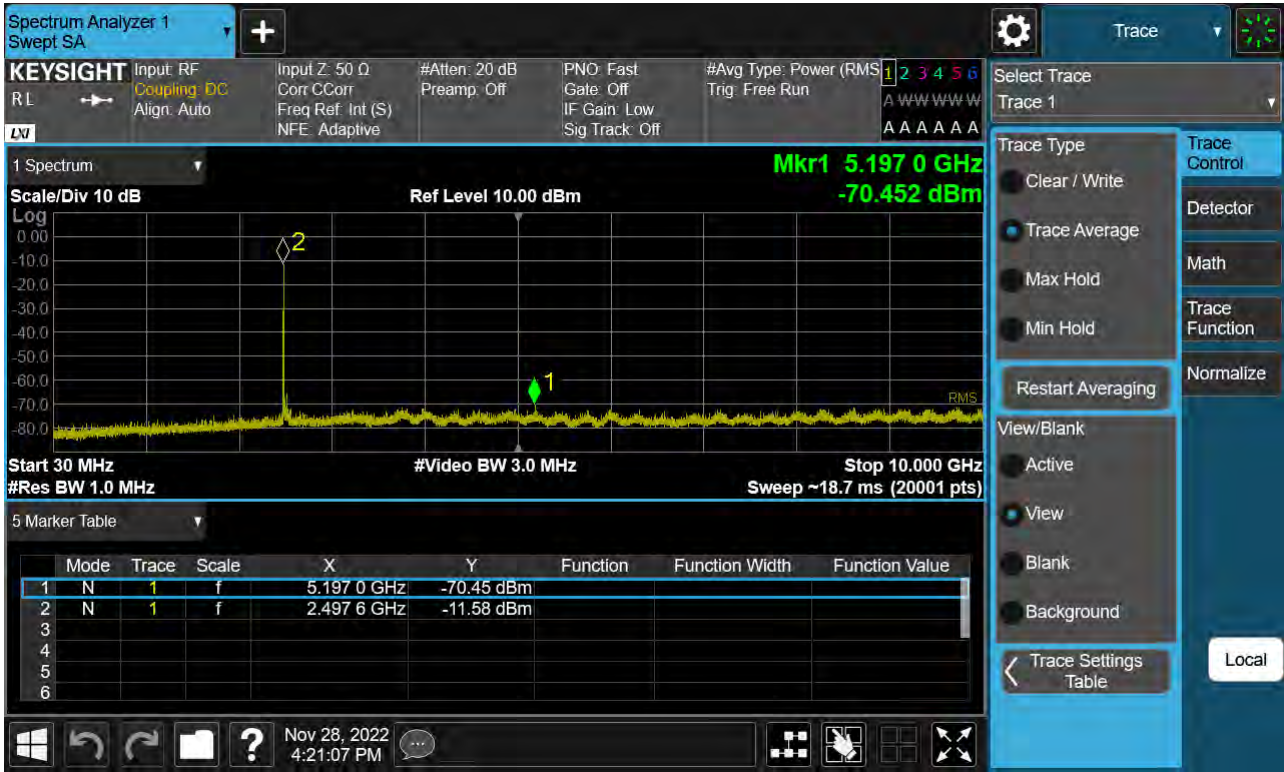 Spectrum Analyzer 1
Swept SA
+
Trace
KEYSIGHT
RL
LXI
Input: RF
Coupling: DC
Align: Auto
Input Z: 50 Ω
Corr CCorr
Freq Ref: Int (S)
NFE: Adaptive
#Atten: 20 dB
Preamp: Off
PNO: Fast
Gate: Off
IF Gain: Low
Sig Track: Off
#Avg Type: Power (RMS
Trig: Free Run
1 2 3 4 5 6
A W W W W W
A A A A A A
Select Trace
Trace 1
1 Spectrum
Scale/Div 10 dB
Ref Level 10.00 dBm
Mkr1 5.197 0 GHz
-70.452 dBm
Log
0.00
-10.0
-20.0
-30.0
-40.0
-50.0
-60.0
-70.0
-80.0
2
1
RMS
Start 30 MHz
#Video BW 3.0 MHz
Stop 10.000 GHz
#Res BW 1.0 MHz
Sweep ~18.7 ms (20001 pts)
5 Marker Table
Mode Trace Scale X Y Function Function Width Function Value
1 N 1 f 5.197 0 GHz -70.45 dBm
2 N 1 f 2.497 6 GHz -11.58 dBm
3
4
5
6
Trace Type
Clear / Write
Trace Average
Max Hold
Min Hold
Restart Averaging
View/Blank
Active
View
Blank
Background
Trace Settings
Table
Trace
Control
Detector
Math
Trace
Function
Normalize
Local
?
Nov 28, 2022
4:21:07 PM